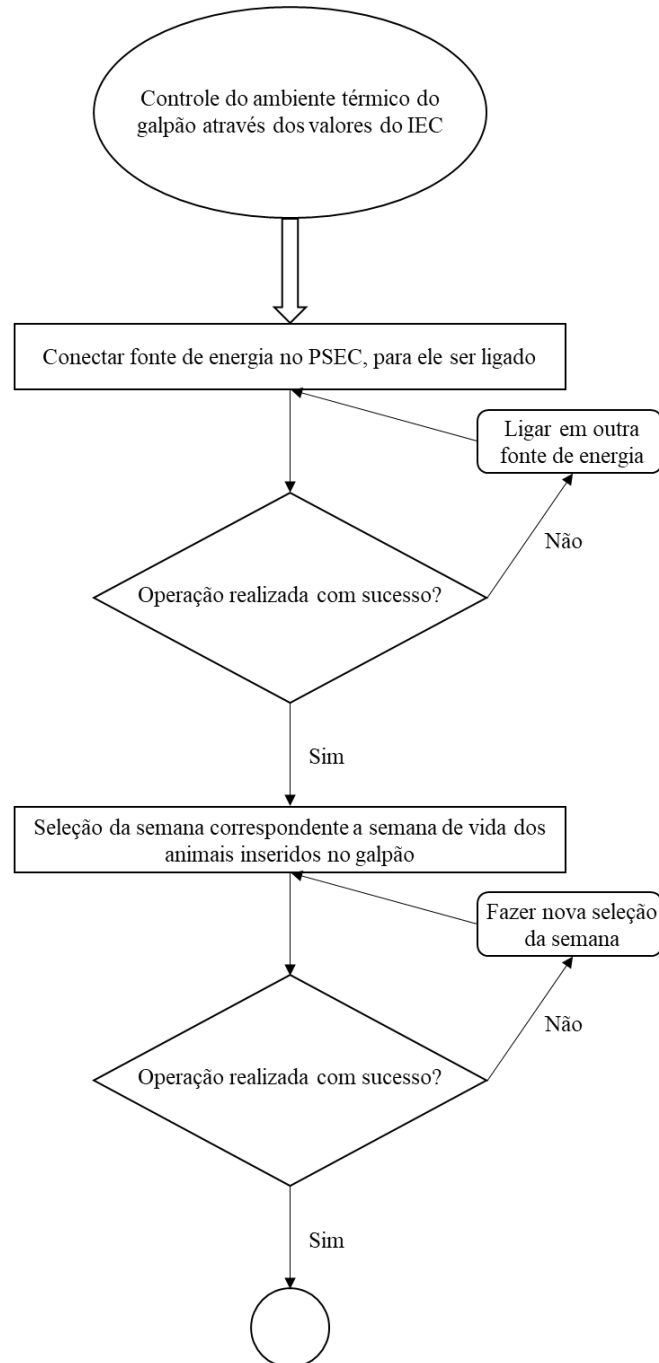 Controle do ambiente térmico do
galpão através dos valores do IEC
Conectar fonte de energia no PSEC, para ele ser ligado
Ligar em outra
fonte de energia
Não
Operação realizada com sucesso?
Sim
Seleção da semana correspondente a semana de vida dos
animais inseridos no galpão
Fazer nova seleção
da semana
Não
Operação realizada com sucesso?
Sim